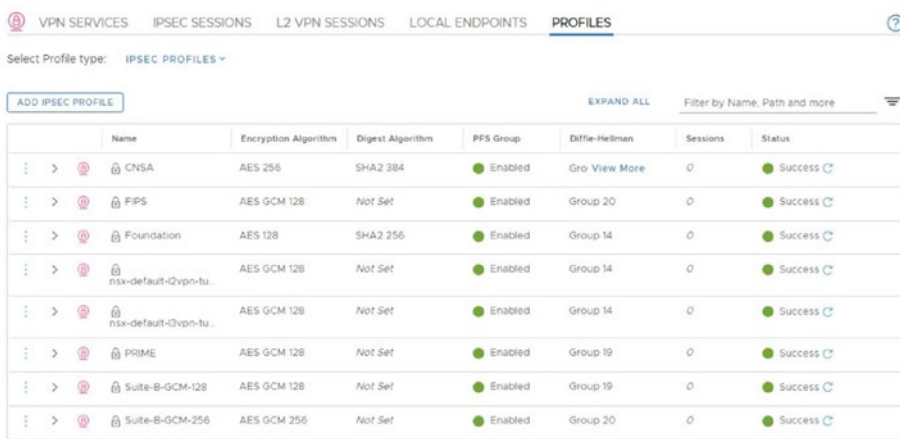 VPN SERVICES IPSEC SESSIONS L2 VPN SESSIONS LOCAL ENDPOINTS PROFILES ?
Select Profile type: IPSEC PROFILES
ADD IPSEC PROFILE EXPAND ALL Filter by Name, Path and more
Name Encryption Algorithm Digest Algorithm PFS Group Diffie-Hellman Sessions Status
CNSA AES 256 SHA2 384 Enabled Gro View More 0 Success
FIPS AES GCM 128 Not Set Enabled Group 20 0 Success
Foundation AES 128 SHA2 256 Enabled Group 14 0 Success
AES GCM 128 Not Set Enabled Group 14 0 Success
nsx-default-l2vpn-tu...
AES GCM 128 Not Set Enabled Group 14 0 Success
nsx-default-l3vpn-tu...
PRIME AES GCM 128 Not Set Enabled Group 19 0 Success
Suite-B-GCM-128 AES GCM 128 Not Set Enabled Group 19 0 Success
Suite-B-GCM-256 AES GCM 256 Not Set Enabled Group 20 0 Success